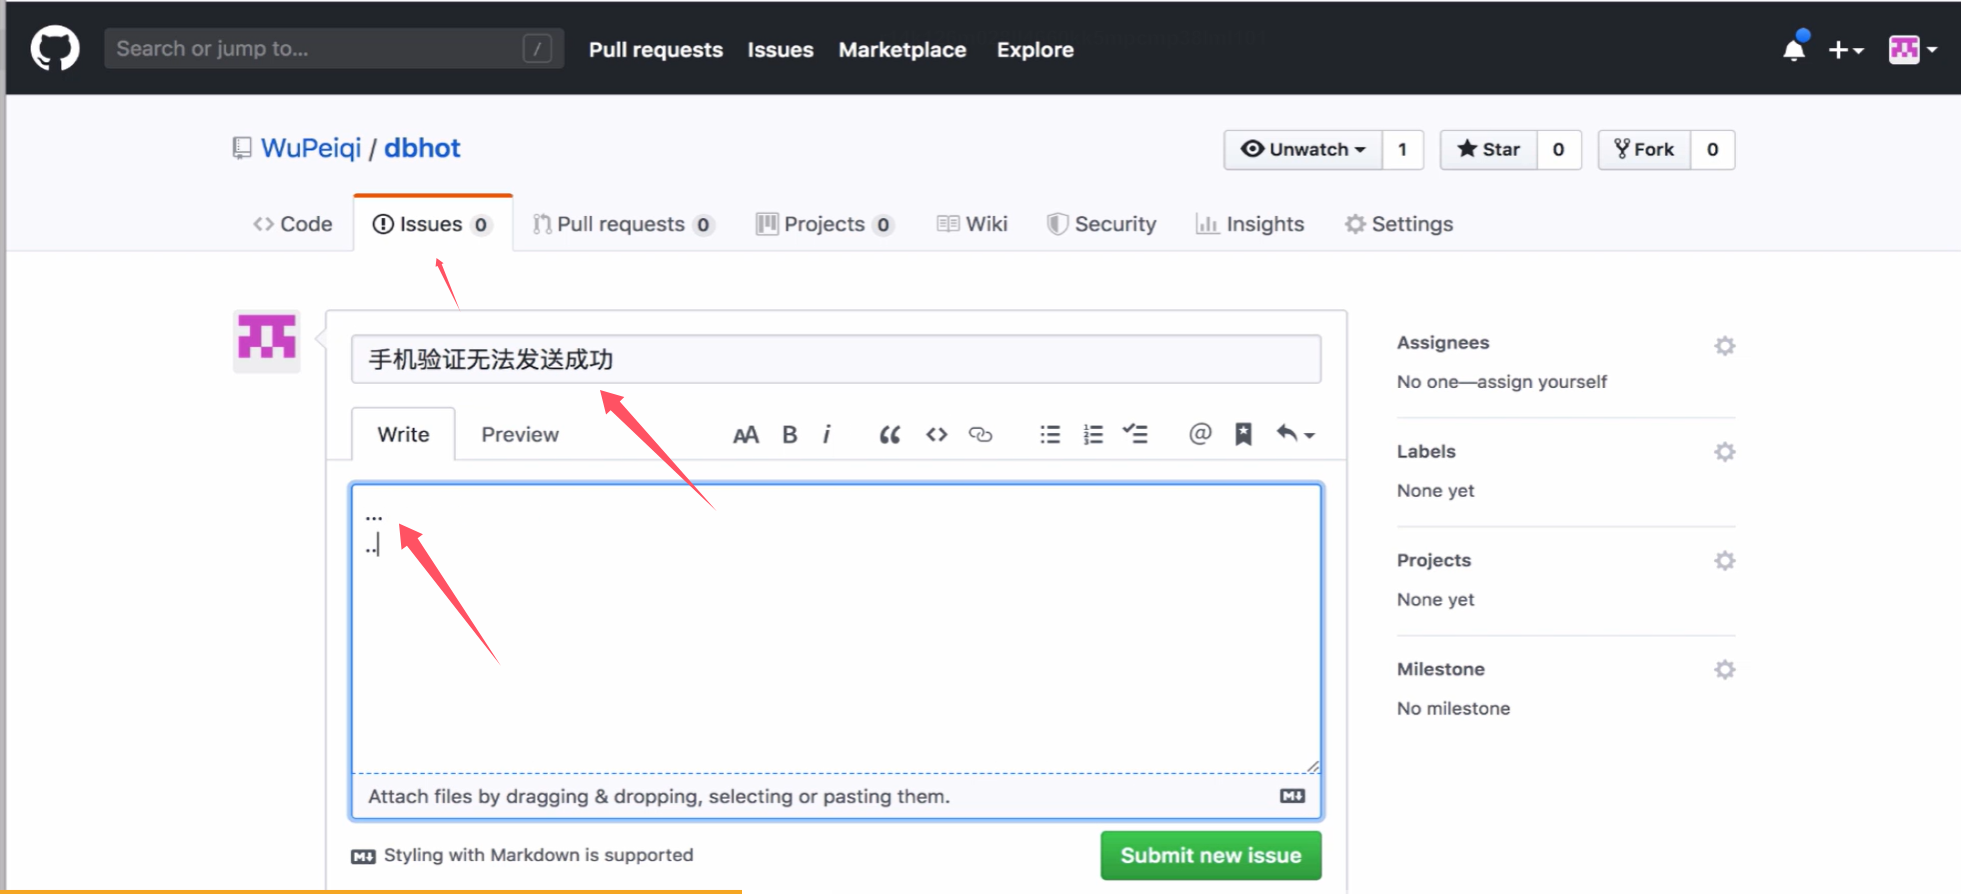 Search or jump to... /
Pull requests Issues Marketplace Explore
WuPeiqi / dbhot
Unwatch 1 Star 0 Fork 0
Code Issues 0 Pull requests 0 Projects 0 Wiki Security Insights Settings
手机验证无法发送成功
Write Preview AA B i “ <> @
...
..
Attach files by dragging & dropping, selecting or pasting them.
Styling with Markdown is supported
Submit new issue
Assignees
No one—assign yourself
Labels
None yet
Projects
None yet
Milestone
No milestone